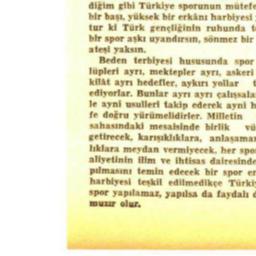 diğim gibi Türkiye sporunun mütefe
bir başı, yüksek bir erkânı harbiyesi
tur ki Türk gençliğinin ruhunda
bir spor aşkı uyandırsın, sönmez bir
ateşi yaksın.
Beden terbiyesi hususunda spor
lüpleri ayrı, mektepler ayrı, askerî
kilât ayrı hedefler, aykırı yollar
ediyorlar. Bunlar ayrı ayrı çalışsala
le ayni usulleri takip ederek ayni h
fe doğru yürümelidirler. Milletin
sahasındaki mesaisinde birlik vü
getirecek, karışıklıklara, anlaşama
lıklara meydan vermiyecek, her spo
aliyetinin ilim ve ihtisas dairesinde
pılmasını temin edecek bir spor er
harbiyesi teşkil edilmedikçe Türki
spor yapılamaz, yapılsa da faydalı d
muzır olur.